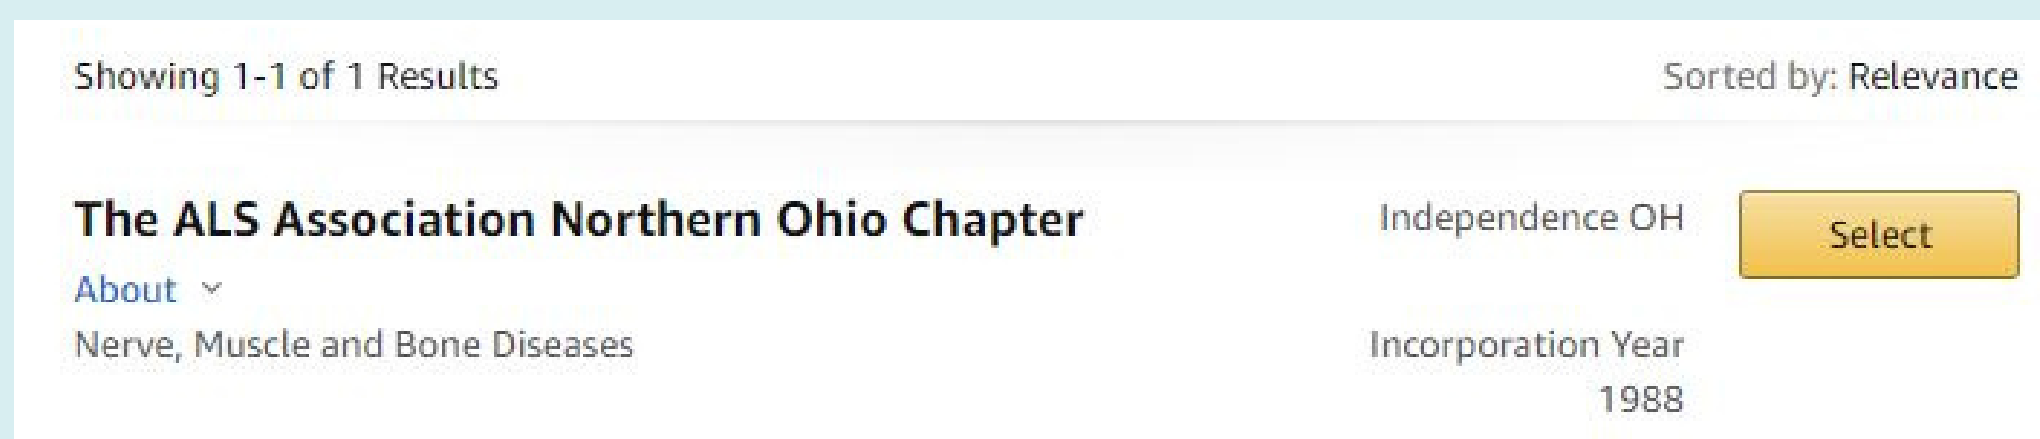 Showing 1-1 of 1 Results
Sorted by: Relevance
The ALS Association Northern Ohio Chapter
Independence OH
Select
About
Nerve, Muscle and Bone Diseases
Incorporation Year
1988